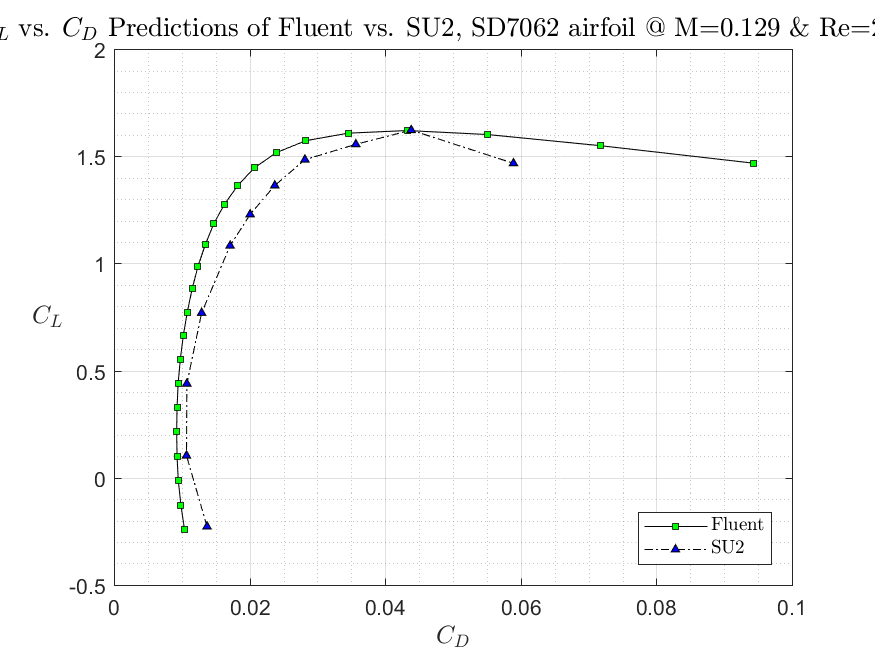 L vs. CD Predictions of Fluent vs. SU2, SD7062 airfoil @ M=0.129 & Re=2
2
1.5
1
CL
0.5
0
-0.5
Fluent
SU2
0 0.02 0.04 0.06 0.08 0.1
CD